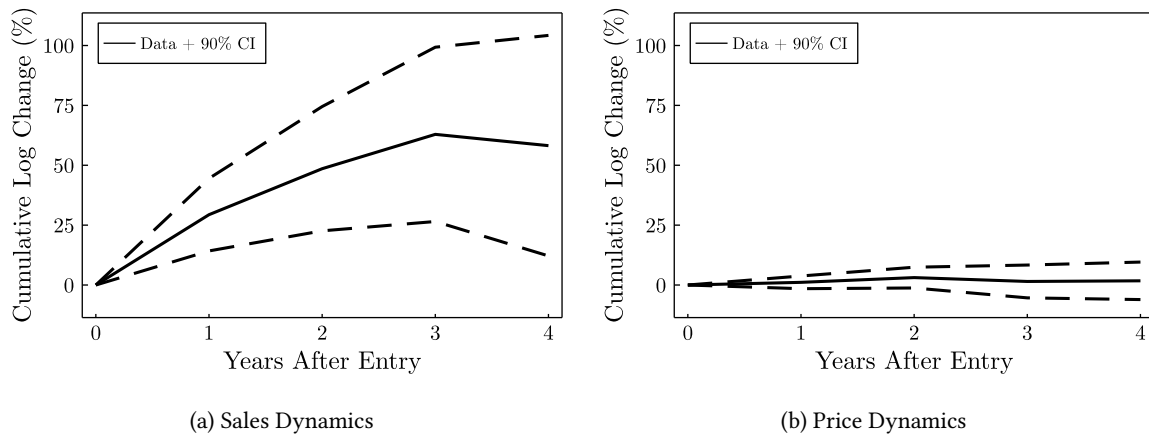 Cumulative Log Change (%)
100
75
50
25
0
Data + 90% CI
0 1 2 3 4
Years After Entry
(a) Sales Dynamics
Cumulative Log Change (%)
100
75
50
25
0
Data + 90% CI
0 1 2 3 4
Years After Entry
(b) Price Dynamics